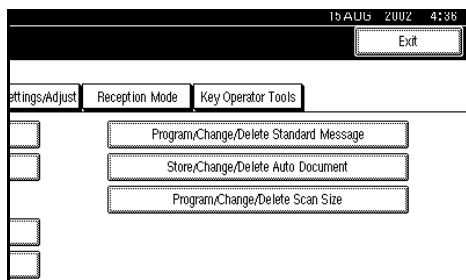 15 AUG 2002 4:36
Exit
ettings/Adjust Reception Mode Key Operator Tools
Program/Change/Delete Standard Message
Store/Change/Delete Auto Document
Program/Change/Delete Scan Size